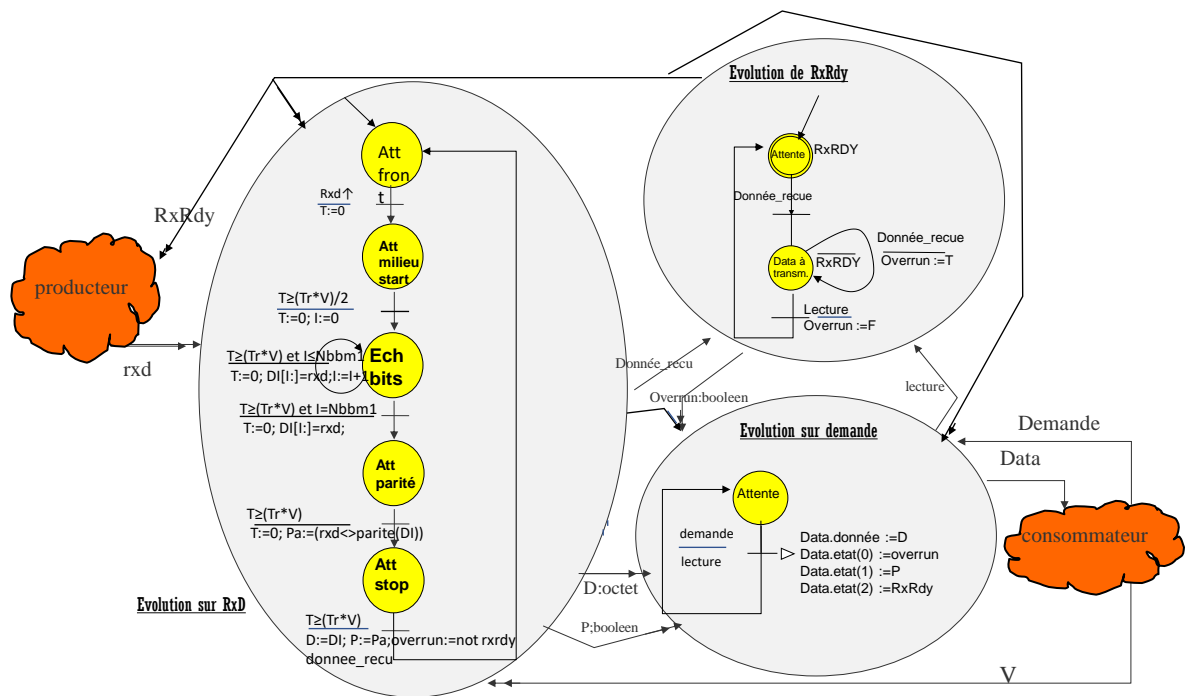 Evolution de RxRdy
Attente
RxRDY
Donnée_recue
Data à
transm.
RxRDY
Donnée_recue
Overrun :=T
Lecture
Overrun :=F
RxRdy
producteur
rxd
Att
fron
t
Rxd↑
T:=0
Att
milieu
start
T≥(Tr*V)/2
T:=0; I:=0
Ech
bits
T≥(Tr*V) et I≤Nbbm1
T:=0; DI[I:]=rxd;I:=I+1
T≥(Tr*V) et I=Nbbm1
T:=0; DI[I:]=rxd;
Att
parité
T≥(Tr*V)
T:=0; Pa:=(rxd<>parite(DI))
Att
stop
Evolution sur RxD
T≥(Tr*V)
D:=DI; P:=Pa;overrun:=not rxrdy
donnee_recu
Donnée_recu
Overrun:booleen
lecture
Evolution sur demande
Attente
demande
lecture
Data.donnée :=D
Data.etat(0) :=overrun
Data.etat(1) :=P
Data.etat(2) :=RxRdy
D:octet
P;booleen
Demande
Data
consommateur
V